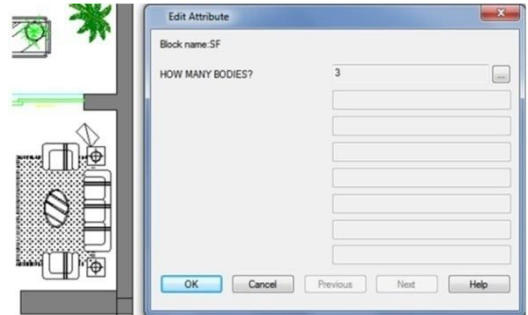 Edit Attribute
Block name:SF
HOW MANY BODIES? 3 ...
OK Cancel Previous Next Help